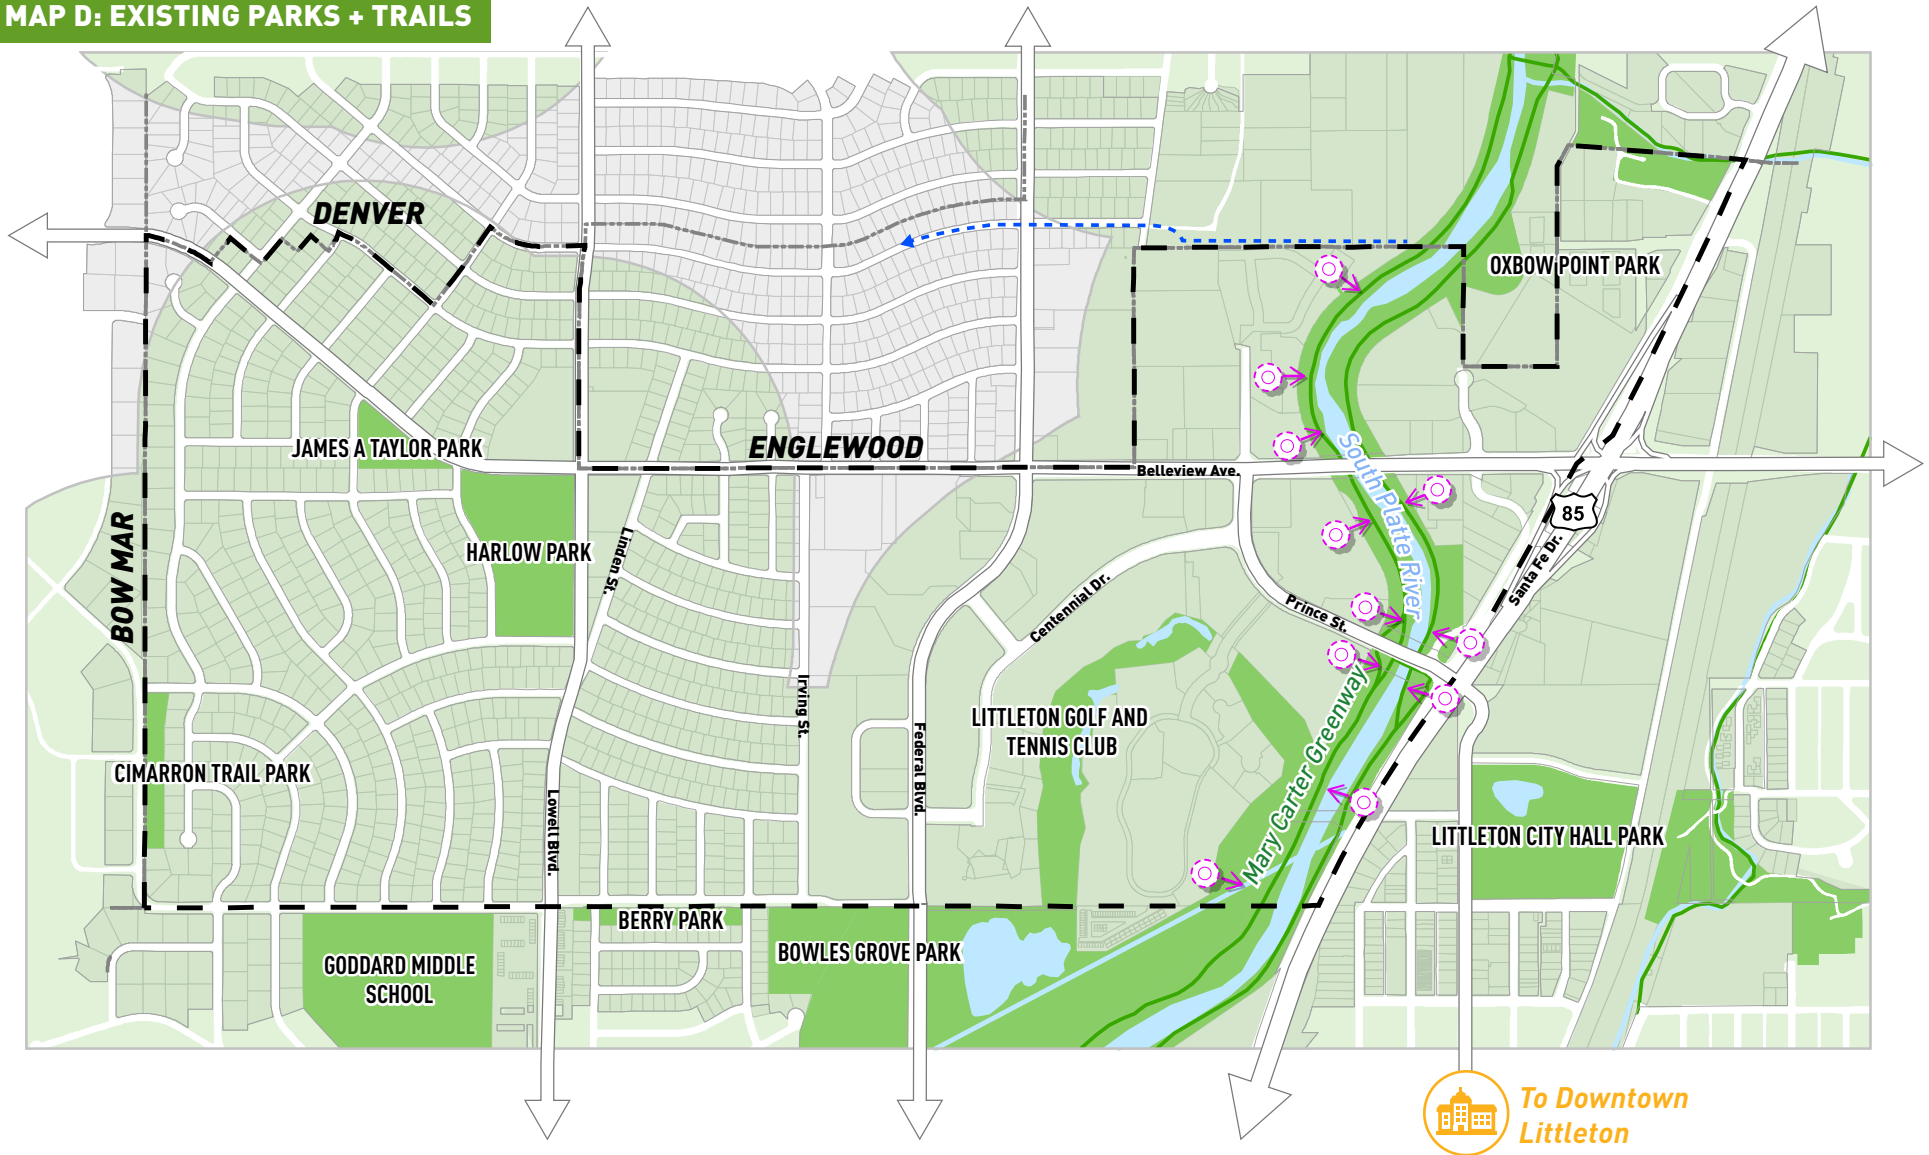 MAP D: EXISTING PARKS + TRAILS
DENVER
OXBOW POINT PARK
JAMES A TAYLOR PARK
ENGLEWOOD
Belleview Ave.
South Platte River
85
BOW MAR
HARLOW PARK
Linden St.
Santa Fe Dr.
Centennial Dr.
Prince St.
Irving St.
Federal Blvd.
LITTLETON GOLF AND
TENNIS CLUB
Mary Carter Greenway
CIMARRON TRAIL PARK
Lowell Blvd.
LITTLETON CITY HALL PARK
BERRY PARK
BOWLES GROVE PARK
GODDARD MIDDLE
SCHOOL
To Downtown
Littleton